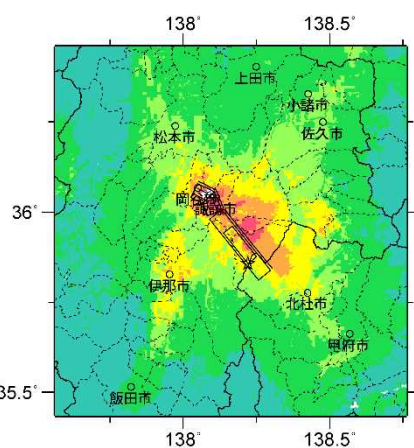 138° 138.5°
上田市
小諸市
佐久市
松本市
岡谷市
諏訪市
36°
伊那市
北杜市
甲府市
35.5°
飯田市
138° 138.5°